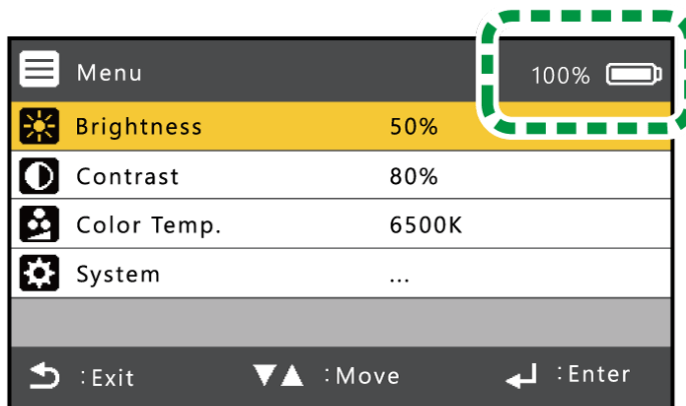 Menu 100%
Brightness 50%
Contrast 80%
Color Temp. 6500K
System ...
:Exit :Move :Enter